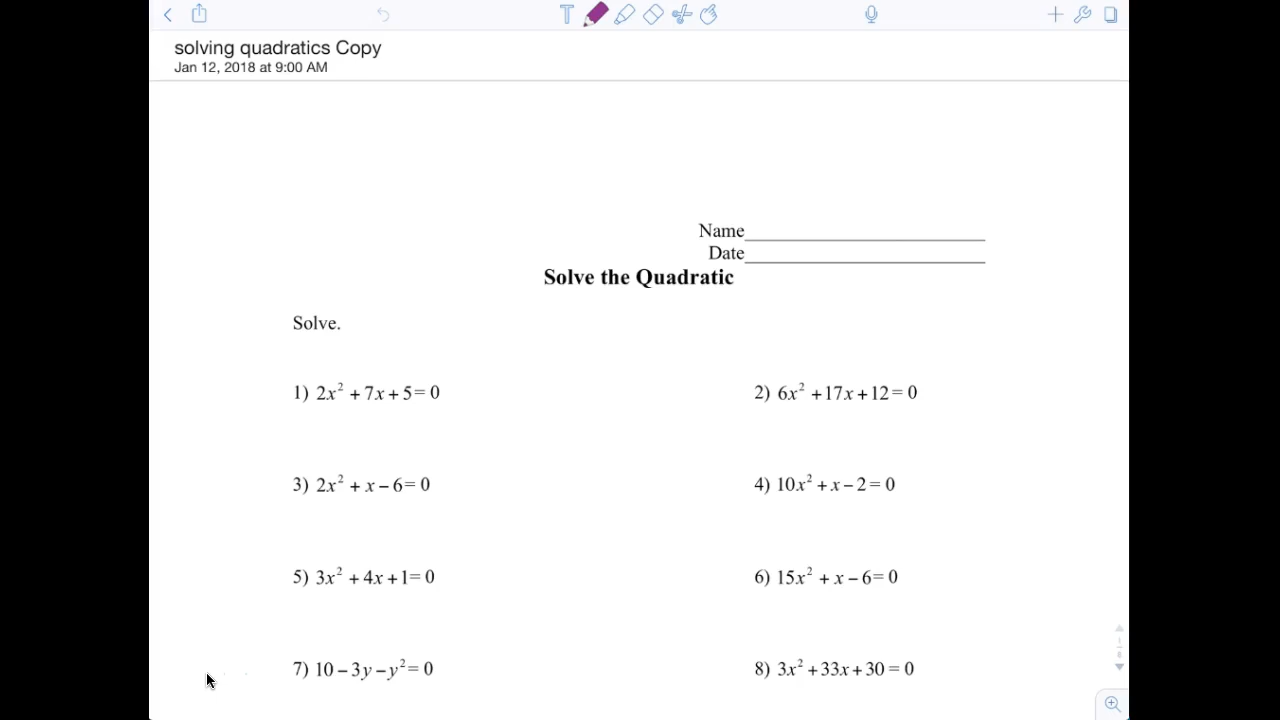 solving quadratics Copy
Jan 12, 2018 at 9:00 AM
Name
Date
Solve the Quadratic
Solve.
1) 2x² + 7x + 5 = 0
2) 6x² + 17x + 12 = 0
3) 2x² + x – 6 = 0
4) 10x² + x – 2 = 0
5) 3x² + 4x + 1 = 0
6) 15x² + x – 6 = 0
7) 10 – 3y – y² = 0
8) 3x² + 33x + 30 = 0